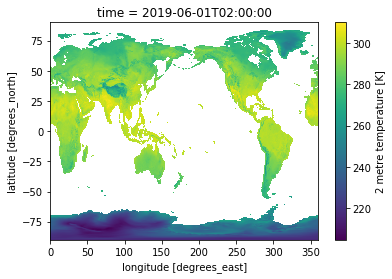 time = 2019-06-01T02:00:00
latitude [degrees_north]
75
50
25
0
−25
−50
−75
0 50 100 150 200 250 300 350
longitude [degrees_east]
300
280
260
240
220
2 metre temperature [K]